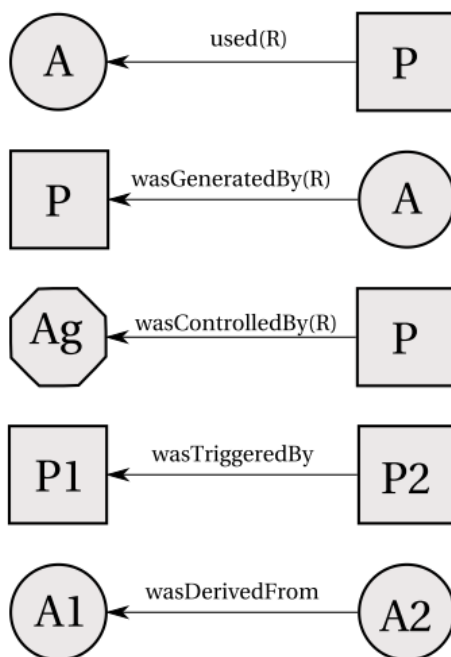 A used(R) P
P wasGeneratedBy(R) A
Ag wasControlledBy(R) P
P1 wasTriggeredBy P2
A1 wasDerivedFrom A2